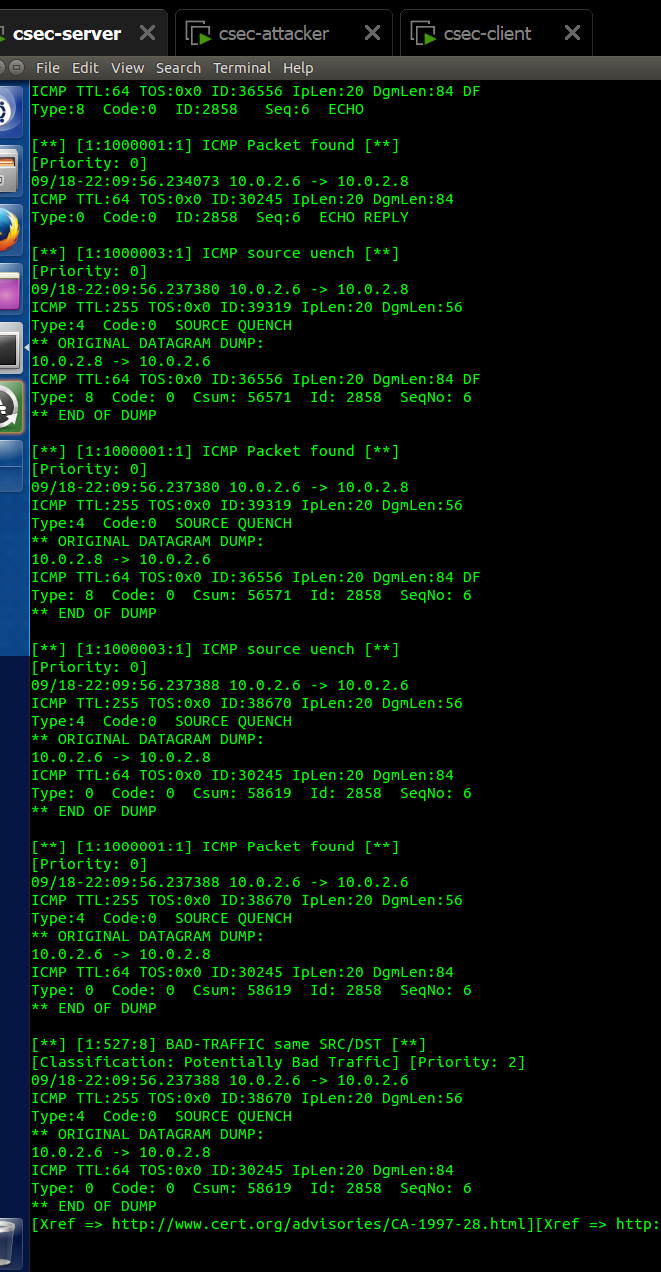 csec-server
csec-attacker
csec-client
File Edit View Search Terminal Help
ICMP TTL:64 TOS:0x0 ID:36556 IpLen:20 DgmLen:84 DF
Type:8 Code:0 ID:2858 Seq:6 ECHO
[**] [1:1000001:1] ICMP Packet found [**]
[Priority: 0]
09/18-22:09:56.234073 10.0.2.6 -> 10.0.2.8
ICMP TTL:64 TOS:0x0 ID:30245 IpLen:20 DgmLen:84
Type:0 Code:0 ID:2858 Seq:6 ECHO REPLY
[**] [1:1000003:1] ICMP source uench [**]
[Priority: 0]
09/18-22:09:56.237380 10.0.2.6 -> 10.0.2.8
ICMP TTL:255 TOS:0x0 ID:39319 IpLen:20 DgmLen:56
Type:4 Code:0 SOURCE QUENCH
** ORIGINAL DATAGRAM DUMP:
10.0.2.8 -> 10.0.2.6
ICMP TTL:64 TOS:0x0 ID:36556 IpLen:20 DgmLen:84 DF
Type: 8 Code: 0 Csum: 56571 Id: 2858 SeqNo: 6
** END OF DUMP
[**] [1:1000001:1] ICMP Packet found [**]
[Priority: 0]
09/18-22:09:56.237380 10.0.2.6 -> 10.0.2.8
ICMP TTL:255 TOS:0x0 ID:39319 IpLen:20 DgmLen:56
Type:4 Code:0 SOURCE QUENCH
** ORIGINAL DATAGRAM DUMP:
10.0.2.8 -> 10.0.2.6
ICMP TTL:64 TOS:0x0 ID:36556 IpLen:20 DgmLen:84 DF
Type: 8 Code: 0 Csum: 56571 Id: 2858 SeqNo: 6
** END OF DUMP
[**] [1:1000003:1] ICMP source uench [**]
[Priority: 0]
09/18-22:09:56.237388 10.0.2.6 -> 10.0.2.6
ICMP TTL:255 TOS:0x0 ID:38670 IpLen:20 DgmLen:56
Type:4 Code:0 SOURCE QUENCH
** ORIGINAL DATAGRAM DUMP:
10.0.2.6 -> 10.0.2.8
ICMP TTL:64 TOS:0x0 ID:30245 IpLen:20 DgmLen:84
Type: 0 Code: 0 Csum: 58619 Id: 2858 SeqNo: 6
** END OF DUMP
[**] [1:1000001:1] ICMP Packet found [**]
[Priority: 0]
09/18-22:09:56.237388 10.0.2.6 -> 10.0.2.6
ICMP TTL:255 TOS:0x0 ID:38670 IpLen:20 DgmLen:56
Type:4 Code:0 SOURCE QUENCH
** ORIGINAL DATAGRAM DUMP:
10.0.2.6 -> 10.0.2.8
ICMP TTL:64 TOS:0x0 ID:30245 IpLen:20 DgmLen:84
Type: 0 Code: 0 Csum: 58619 Id: 2858 SeqNo: 6
** END OF DUMP
[**] [1:527:8] BAD-TRAFFIC same SRC/DST [**]
[Classification: Potentially Bad Traffic] [Priority: 2]
09/18-22:09:56.237388 10.0.2.6 -> 10.0.2.6
ICMP TTL:255 TOS:0x0 ID:38670 IpLen:20 DgmLen:56
Type:4 Code:0 SOURCE QUENCH
** ORIGINAL DATAGRAM DUMP:
10.0.2.6 -> 10.0.2.8
ICMP TTL:64 TOS:0x0 ID:30245 IpLen:20 DgmLen:84
Type: 0 Code: 0 Csum: 58619 Id: 2858 SeqNo: 6
** END OF DUMP
[Xref => http://www.cert.org/advisories/CA-1997-28.html][Xref => http: